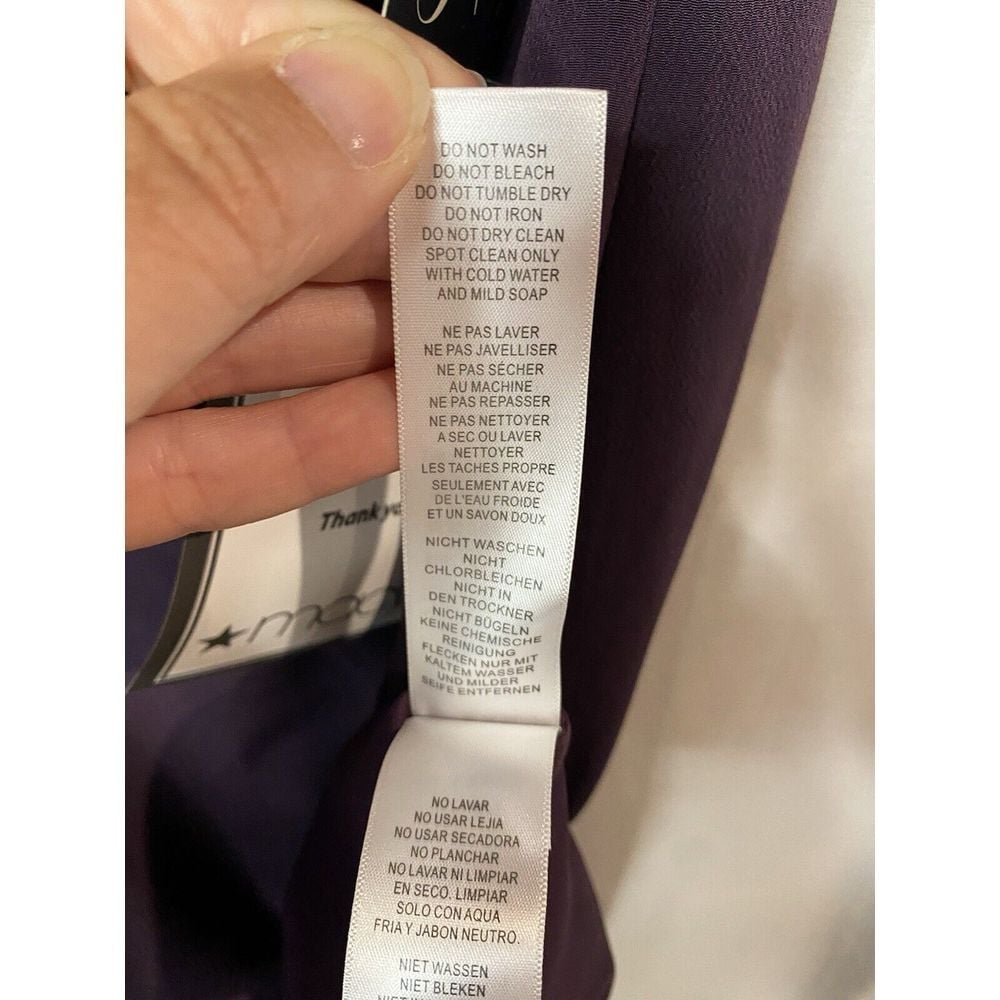 DO NOT WASH
DO NOT BLEACH
DO NOT TUMBLE DRY
DO NOT IRON
DO NOT DRY CLEAN
SPOT CLEAN ONLY
WITH COLD WATER
AND MILD SOAP
NE PAS LAVER
NE PAS JAVELLISER
NE PAS SÉCHER
AU MACHINE
NE PAS REPASSER
NE PAS NETTOYER
A SEC OU LAVER
NETTOYER
LES TACHES PROPRE
SEULEMENT AVEC
DE L'EAU FROIDE
ET UN SAVON DOUX
NICHT WASCHEN
NICHT
CHLORBLEICHEN
NICHT IN
DEN TROCKNER
NICHT BÜGELN
KEINE CHEMISCHE
REINIGUNG
FLECKEN NUR MIT
KALTEM WASSER
UND MILDER
SEIFE ENTFERNEN
Thank
NO LAVAR
NO USAR LEJIA
NO USAR SECADORA
NO PLANCHAR
NO LAVAR NI LIMPIAR
EN SECO. LIMPIAR
SOLO CON AQUA
FRIA Y JABON NEUTRO.
NIET WASSEN
NIET BLEKEN